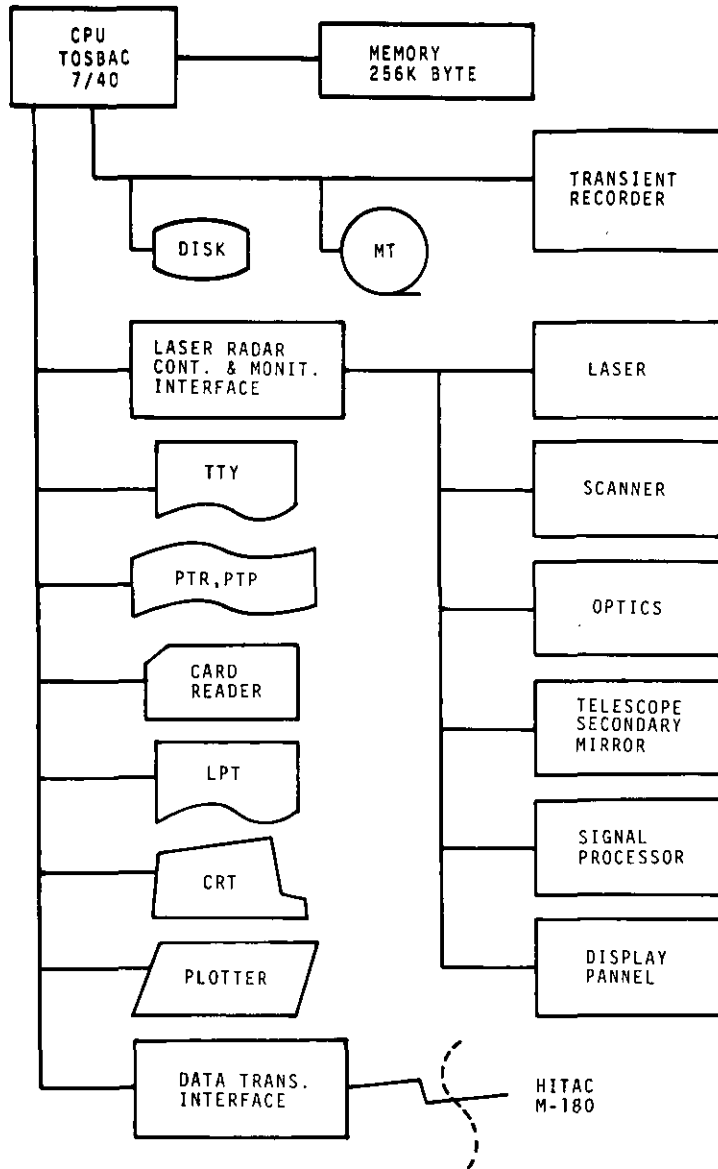 CPU
TOSBAC
7/40
MEMORY
256K BYTE
TRANSIENT
RECORDER
DISK
MT
LASER RADAR
CONT. & MONIT.
INTERFACE
LASER
TTY
SCANNER
PTR,PTP
OPTICS
CARD
READER
TELESCOPE
SECONDARY
MIRROR
LPT
SIGNAL
PROCESSOR
CRT
PLOTTER
DISPLAY
PANNEL
DATA TRANS.
INTERFACE
HITAC
M-180